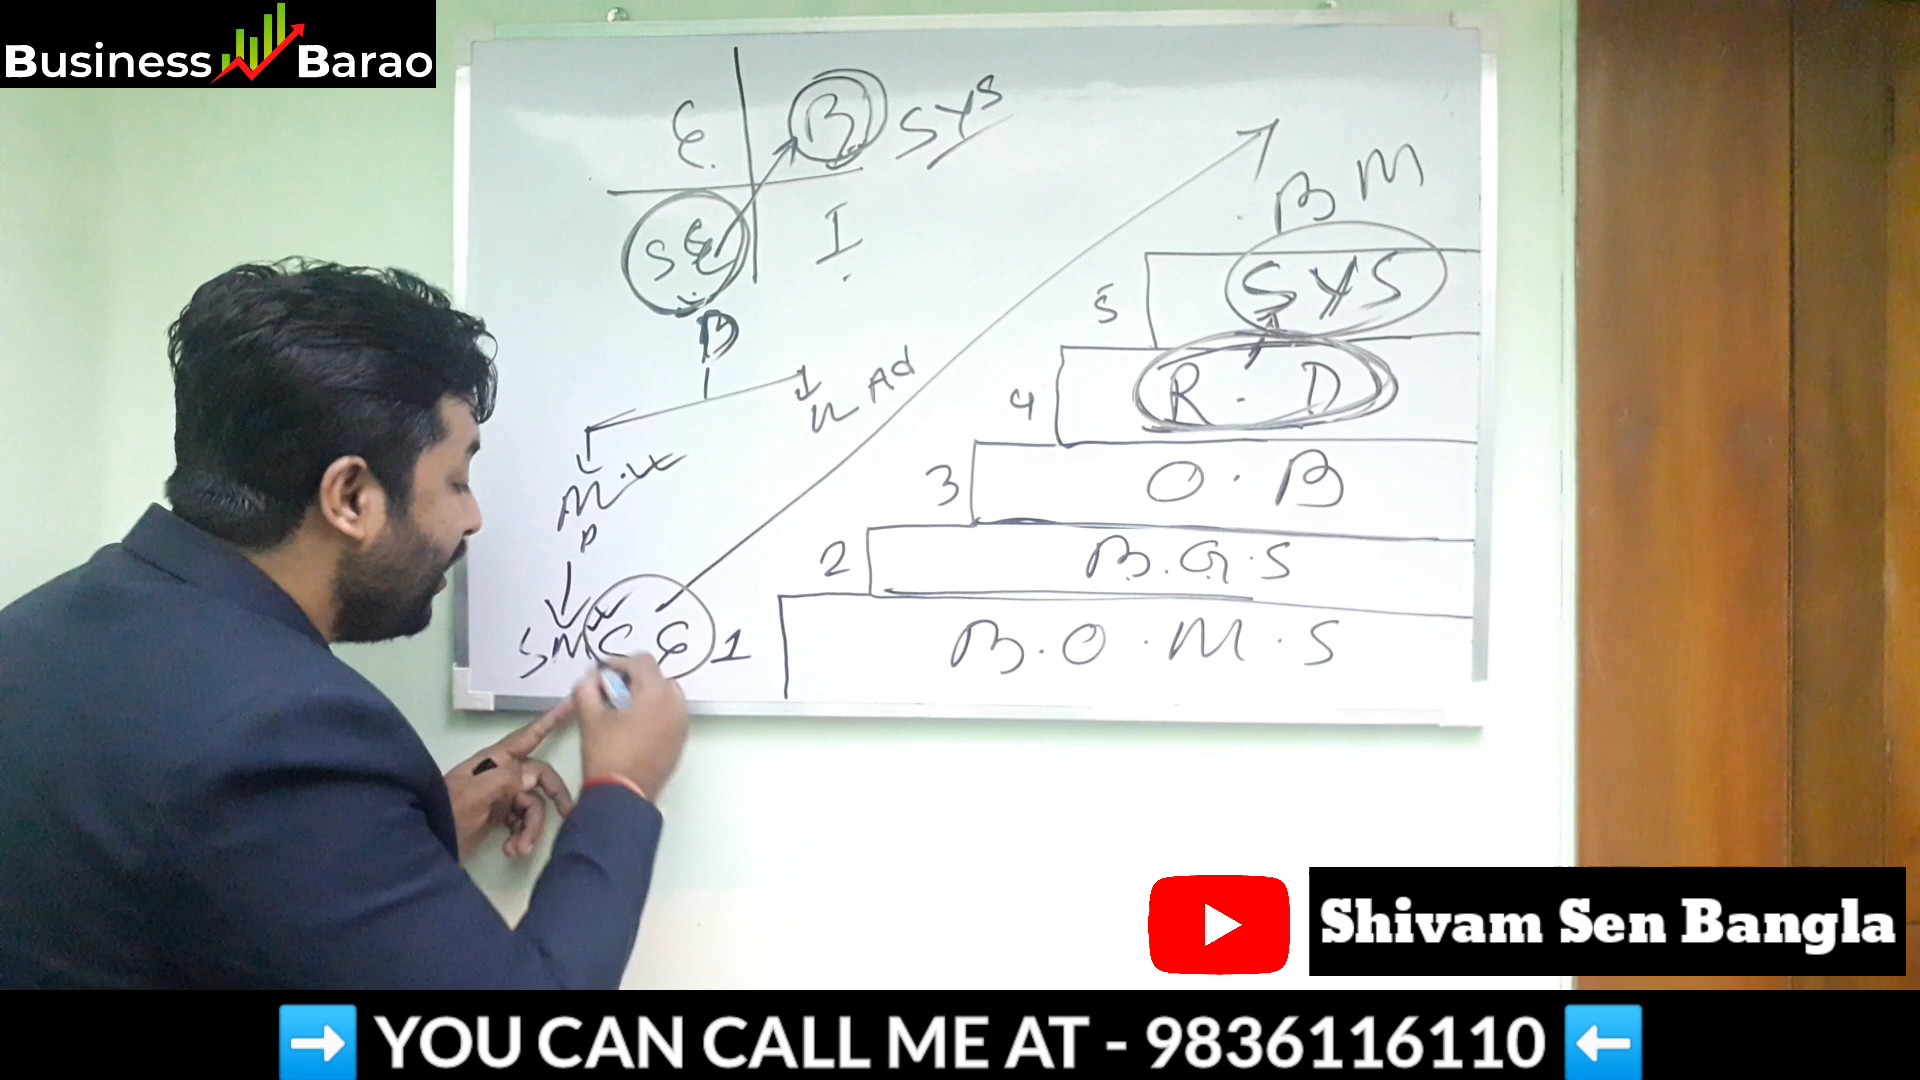 Business Barao
E B SYS
SE I
B M
B
5 SYS
Ad
4 R. D
M.
3 O. B
P
2 B.G.S
SM
S E 1 B.O.M.S
Shivam Sen Bangla
YOU CAN CALL ME AT - 9836116110